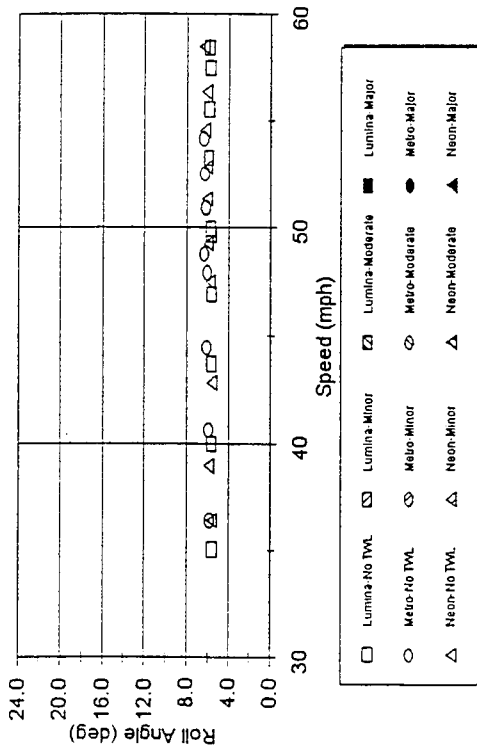 24.0
20.0
16.0
12.0
8.0
4.0
0.0
Roll Angle (deg)
30
40
50
60
Speed (mph)
Lumina-No TWL
Lumina-Minor
Lumina-Moderate
Lumina-Major
Metro-No TWL
Metro-Minor
Metro-Moderate
Metro-Major
Neon-No TWL
Neon-Minor
Neon-Moderate
Neon-Major